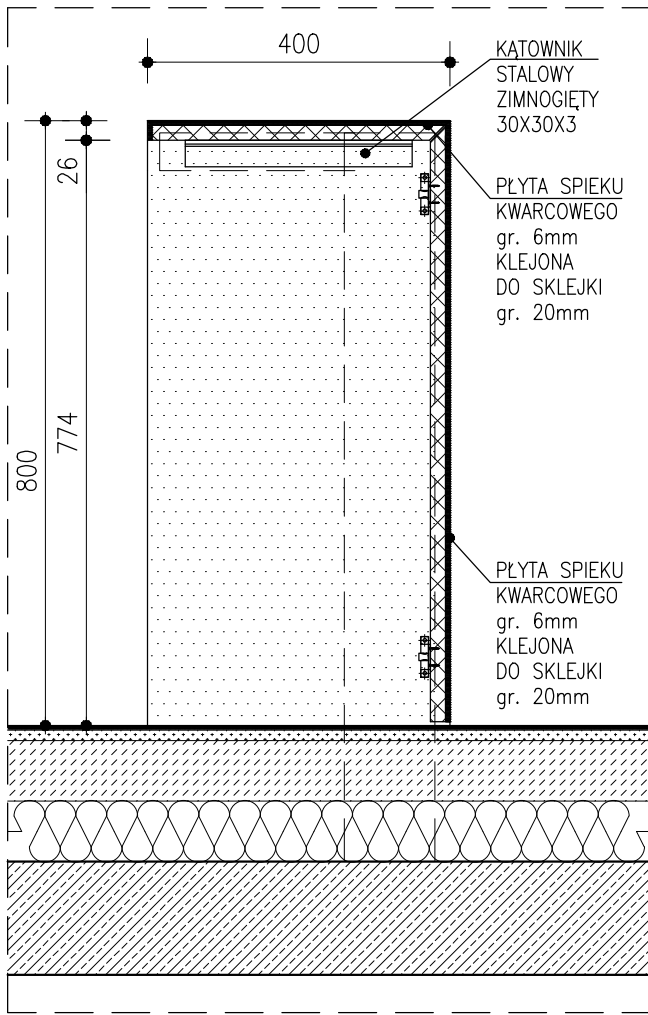 400
KĄTOWNIK
STALOWY
ZIMNOGIĘTY
30X30X3
26
PŁYTA SPIEKU
KWARCOWEGO
gr. 6mm
KLEJONA
DO SKLEJKI
gr. 20mm
774
800
PŁYTA SPIEKU
KWARCOWEGO
gr. 6mm
KLEJONA
DO SKLEJKI
gr. 20mm